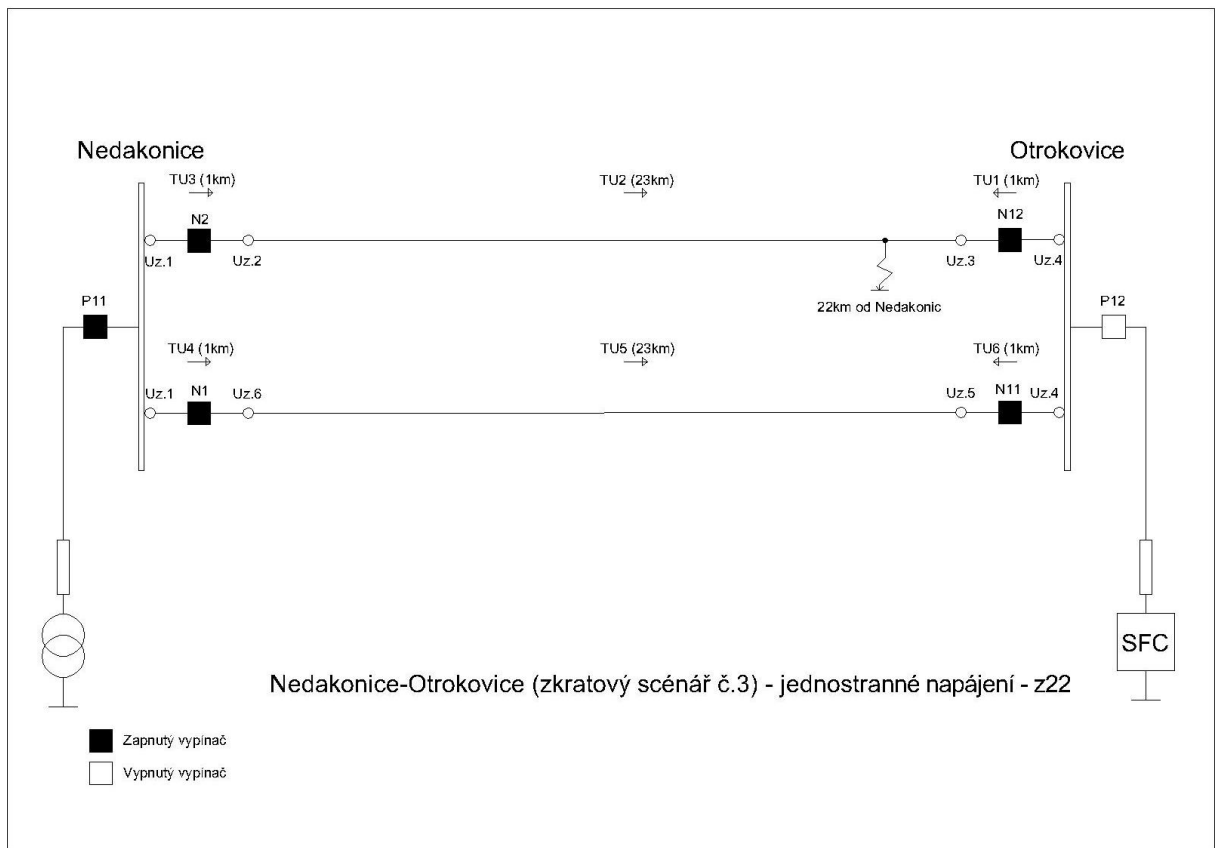 Nedakonice
Otrokovice
TU3 (1km)
TU2 (23km)
TU1 (1km)
N2
N12
Uz.1
Uz.2
Uz.3
Uz.4
22km od Nedakonic
P11
P12
TU4 (1km)
TU5 (23km)
TU6 (1km)
Uz.1
N1
Uz.6
Uz.5
N11
Uz.4
SFC
Nedakonice-Otrokovice (zkratový scénář č.3) - jednostranné napájení - z22
Zapnutý vypínač
Vypnutý vypínač